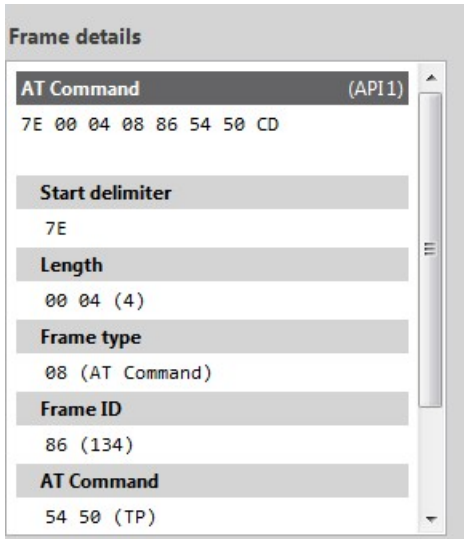 Frame details
AT Command (API1)
7E 00 04 08 86 54 50 CD
Start delimiter
7E
Length
00 04 (4)
Frame type
08 (AT Command)
Frame ID
86 (134)
AT Command
54 50 (TP)